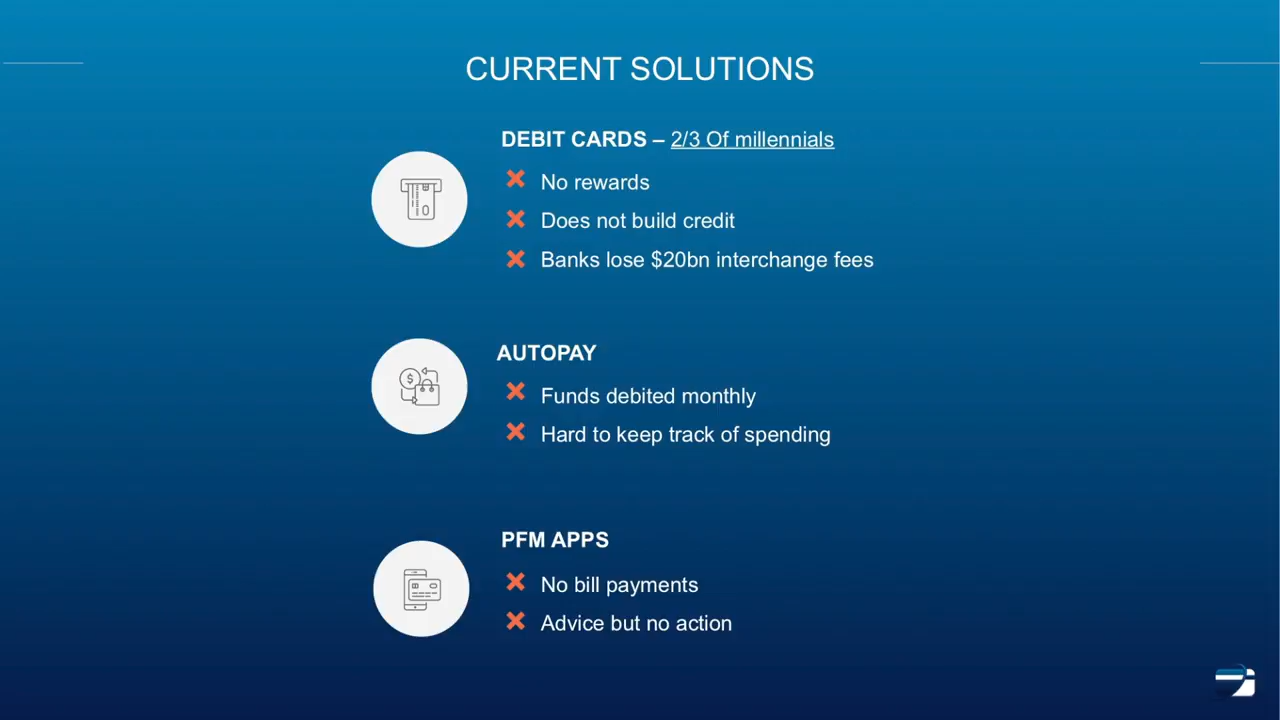 CURRENT SOLUTIONS
DEBIT CARDS – 2/3 Of millennials
No rewards
Does not build credit
Banks lose $20bn interchange fees
AUTOPAY
Funds debited monthly
Hard to keep track of spending
PFM APPS
No bill payments
Advice but no action